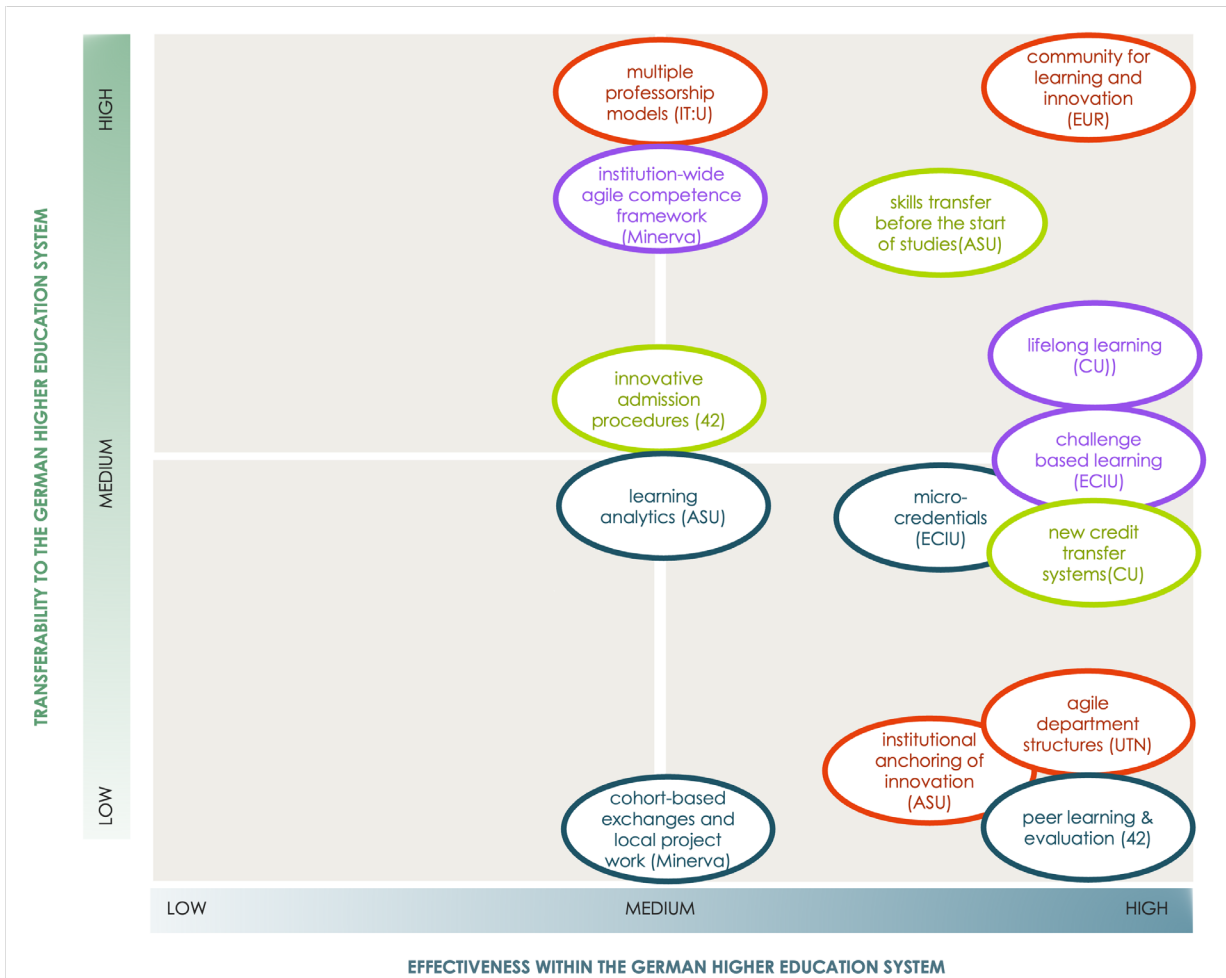 TRANSFERABILITY TO THE GERMAN HIGHER EDUCATION SYSTEM
HIGH
MEDIUM
LOW
multiple
professorship
models (IT:U)
community for
learning and
innovation
(EUR)
institution-wide
agile competence
framework
(Minerva)
skills transfer
before the start
of studies(ASU)
lifelong learning
(CU))
innovative
admission
procedures (42)
challenge
based learning
(ECIU)
learning
analytics (ASU)
micro-
credentials
(ECIU)
new credit
transfer
systems(CU)
agile
department
structures (UTN)
institutional
anchoring of
innovation
(ASU)
cohort-based
exchanges and
local project
work (Minerva)
peer learning &
evaluation (42)
LOW
MEDIUM
HIGH
EFFECTIVENESS WITHIN THE GERMAN HIGHER EDUCATION SYSTEM